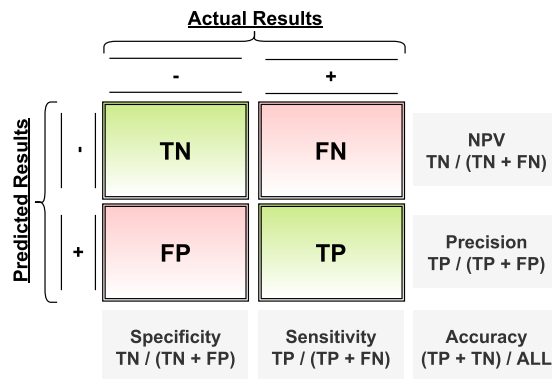 Actual Results
- +
Predicted Results
- TN FN
NPV
TN / (TN + FN)
+ FP TP
Precision
TP / (TP + FP)
Specificity
TN / (TN + FP)
Sensitivity
TP / (TP + FN)
Accuracy
(TP + TN) / ALL